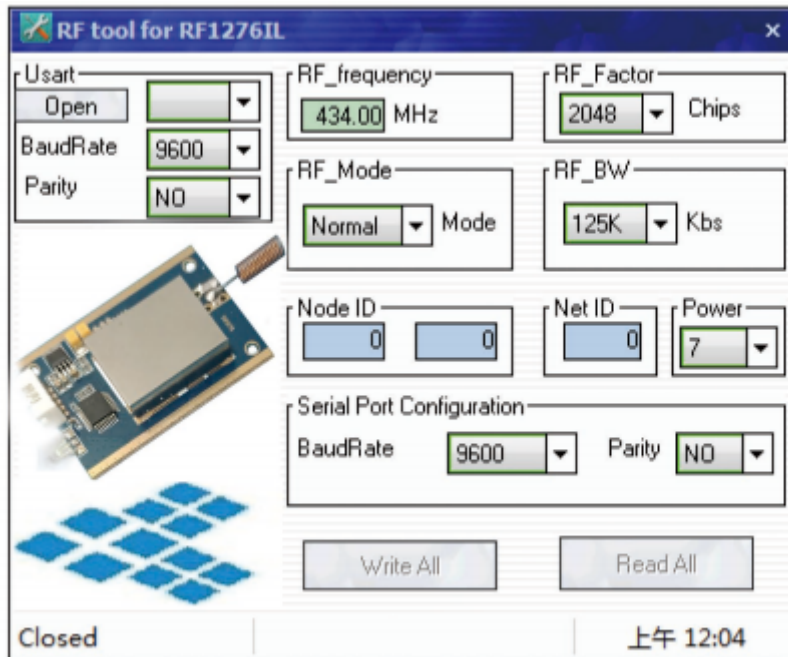 RF tool for RF1276IL
Usart
Open
BaudRate 9600
Parity NO
RF_frequency
434.00 MHz
RF_Factor
2048 Chips
RF_Mode
Normal Mode
RF_BW
125K Kbs
Node ID
0 0
Net ID
0
Power
7
Serial Port Configuration
BaudRate 9600 Parity NO
Write All Read All
Closed 上午 12:04